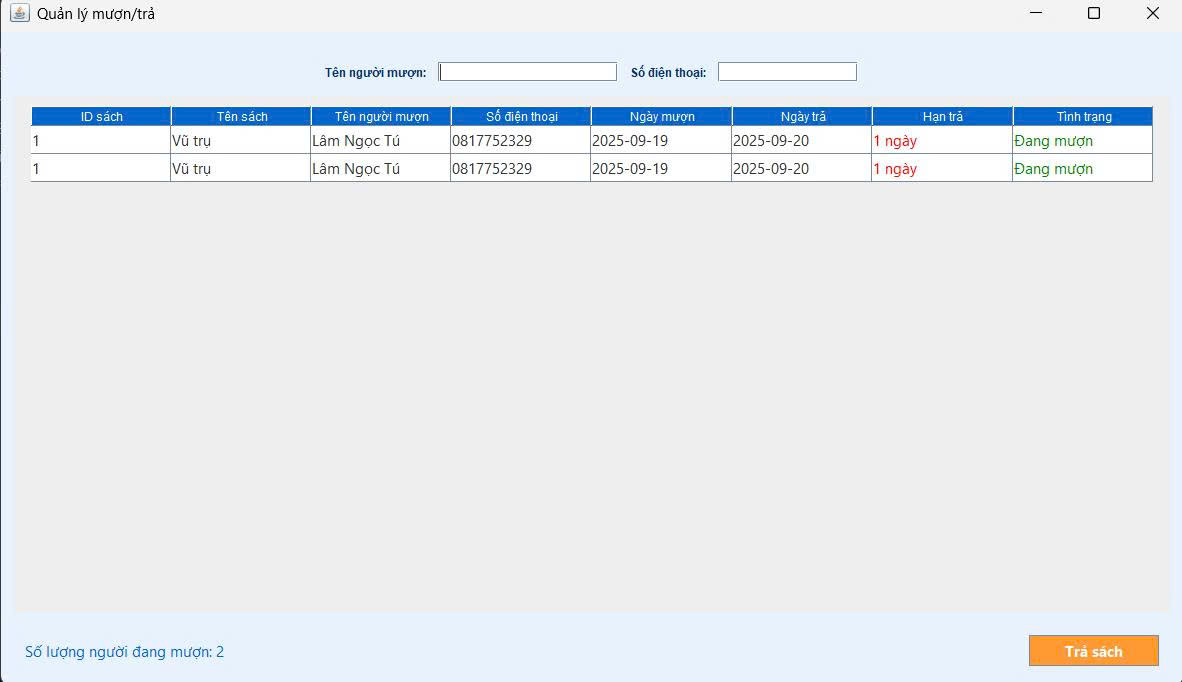 Quản lý mượn/trả
Tên người mượn: Số điện thoại:
ID sách Tên sách Tên người mượn Số điện thoại Ngày mượn Ngày trả Hạn trả Tình trạng
1 Vũ trụ Lâm Ngọc Tú 0817752329 2025-09-19 2025-09-20 1 ngày Đang mượn
1 Vũ trụ Lâm Ngọc Tú 0817752329 2025-09-19 2025-09-20 1 ngày Đang mượn
Số lượng người đang mượn: 2 Trả sách